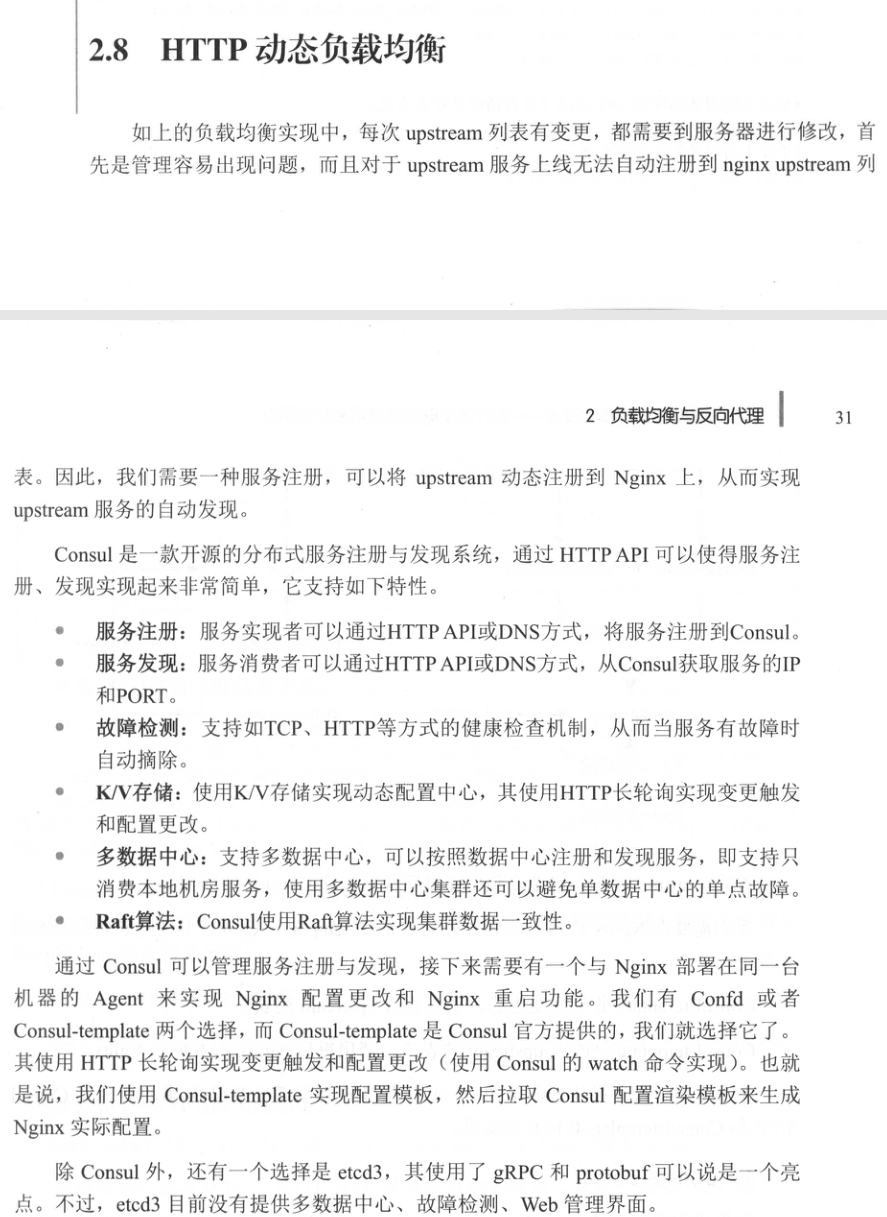 2.8 HTTP 动态负载均衡
如上的负载均衡实现中，每次 upstream 列表有变更，都需要到服务器进行修改，首
先是管理容易出现问题，而且对于 upstream 服务上线无法自动注册到 nginx upstream 列
2 负载均衡与反向代理 31
表。因此，我们需要一种服务注册，可以将 upstream 动态注册到 Nginx 上，从而实现
upstream 服务的自动发现。
Consul 是一款开源的分布式服务注册与发现系统，通过 HTTP API 可以使得服务注
册、发现实现起来非常简单，它支持如下特性。
• 服务注册：服务实现者可以通过HTTP API或DNS方式，将服务注册到Consul。
• 服务发现：服务消费者可以通过HTTP API或DNS方式，从Consul获取服务的IP
和PORT。
• 故障检测：支持如TCP、HTTP等方式的健康检查机制，从而当服务有故障时
自动摘除。
• K/V存储：使用K/V存储实现动态配置中心，其使用HTTP长轮询实现变更触发
和配置更改。
• 多数据中心：支持多数据中心，可以按照数据中心注册和发现服务，即支持只
消费本地机房服务，使用多数据中心集群还可以避免单数据中心的单点故障。
• Raft算法：Consul使用Raft算法实现集群数据一致性。
通过 Consul 可以管理服务注册与发现，接下来需要有一个与 Nginx 部署在同一台
机器的 Agent 来实现 Nginx 配置更改和 Nginx 重启功能。我们有 Confd 或者
Consul-template 两个选择，而 Consul-template 是 Consul 官方提供的，我们就选择它了。
其使用 HTTP 长轮询实现变更触发和配置更改（使用 Consul 的 watch 命令实现）。也就
是说，我们使用 Consul-template 实现配置模板，然后拉取 Consul 配置渲染模板来生成
Nginx 实际配置。
除 Consul 外，还有一个选择是 etcd3，其使用了 gRPC 和 protobuf 可以说是一个亮
点。不过，etcd3 目前没有提供多数据中心、故障检测、Web 管理界面。